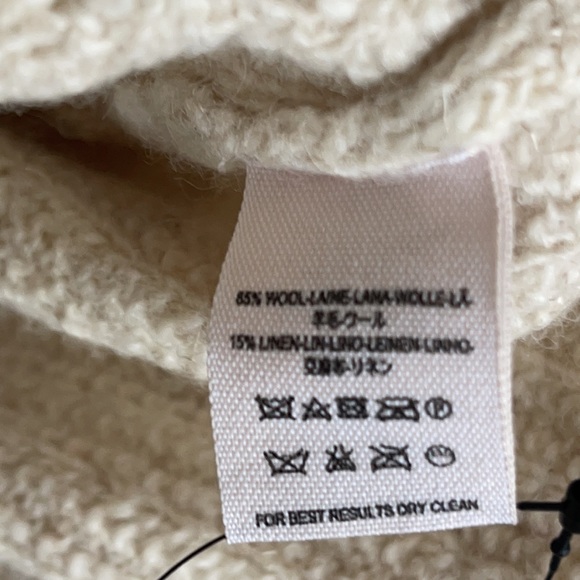 85% WOOL-LAINE-LANA-WOLLE-
羊毛-ウール
15% LINEN-LIN-LINO-LEINEN-LINHO-
亞麻布-リネン
P
FOR BEST RESULTS DRY CLEAN